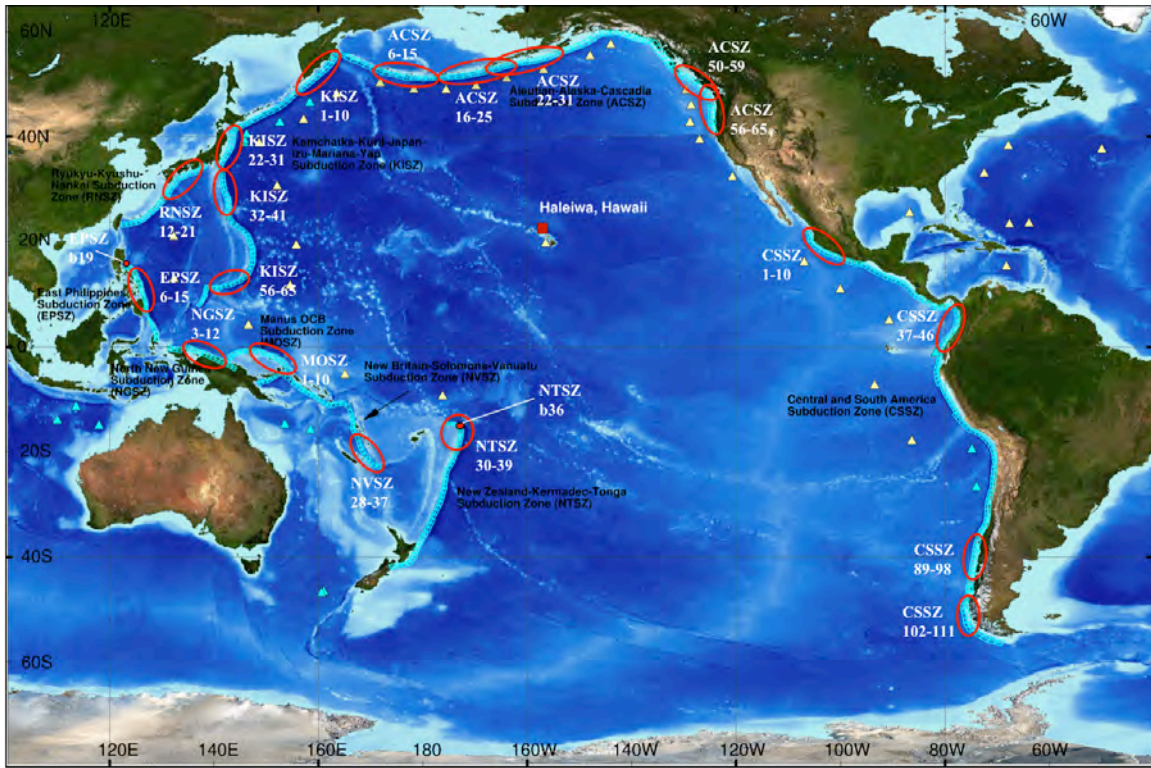 120E
60W
60N
ACSZ
6-15
ACSZ
50-59
KISZ
1-10
ACSZ
16-25
ACSZ
22-31
Aleutian-Alaska-Cascadia
Subduction Zone (ACSZ)
ACSZ
56-65
40N
KISZ
22-31
Kamchatka-Kuril-Japan-
Izu-Mariana-Yap
Subduction Zone (KISZ)
Ryukyu-Kyushu-
Nankai Subduction
Zone (RNSZ)
KISZ
32-41
RNSZ
12-21
Haleiwa, Hawaii
20N
EPSZ
b19
CSSZ
1-10
EPSZ
6-15
KISZ
56-65
East Philippines
Subduction Zone
(EPSZ)
NGSZ
3-12
Manus OCB
Subduction Zone
(MOSZ)
CSSZ
37-46
0
MOSZ
1-10
North New Guinea
Subduction Zone
(NGSZ)
New Britain-Solomons-Vanuatu
Subduction Zone (NVSZ)
NTSZ
b36
Central and South America
Subduction Zone (CSSZ)
20S
NTSZ
30-39
NVSZ
28-37
New Zealand-Kermadec-Tonga
Subduction Zone (NTSZ)
40S
CSSZ
89-98
CSSZ
102-111
60S
120E
140E
160E
180
160W
140W
120W
100W
80W
60W